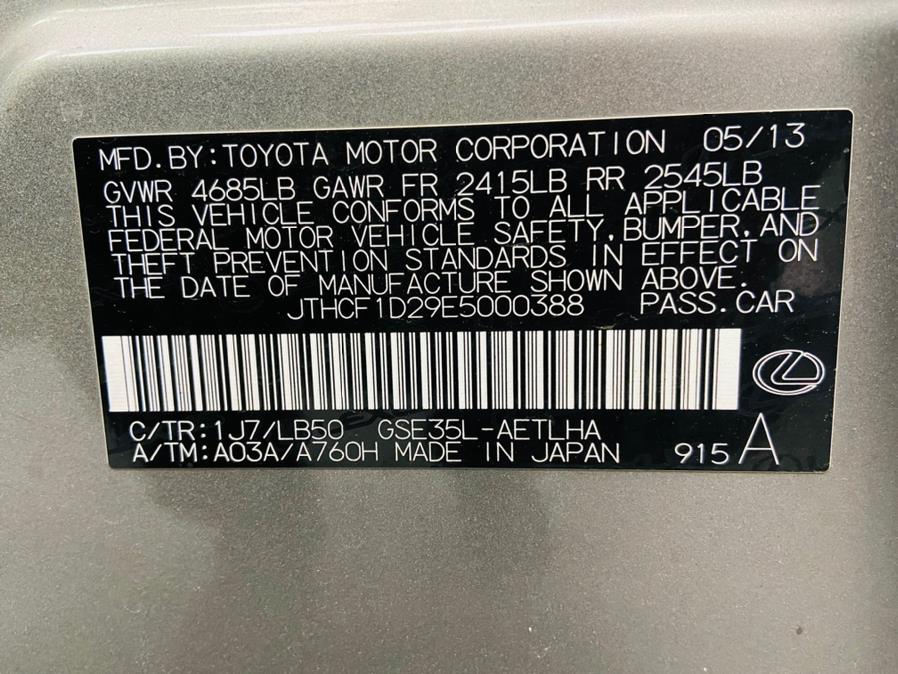 MFD.BY:TOYOTA MOTOR CORPORATION 05/13
GVWR 4685LB GAWR FR 2415LB RR 2545LB
THIS VEHICLE CONFORMS TO ALL APPLICABLE
FEDERAL MOTOR VEHICLE SAFETY,BUMPER,AND
THEFT PREVENTION STANDARDS IN EFFECT ON
THE DATE OF MANUFACTURE SHOWN ABOVE.
JTHCF1D29E5000388 PASS.CAR
C/TR:1J7/LB50 GSE35L-AETLHA
A/TM:A03A/A760H MADE IN JAPAN 915 A